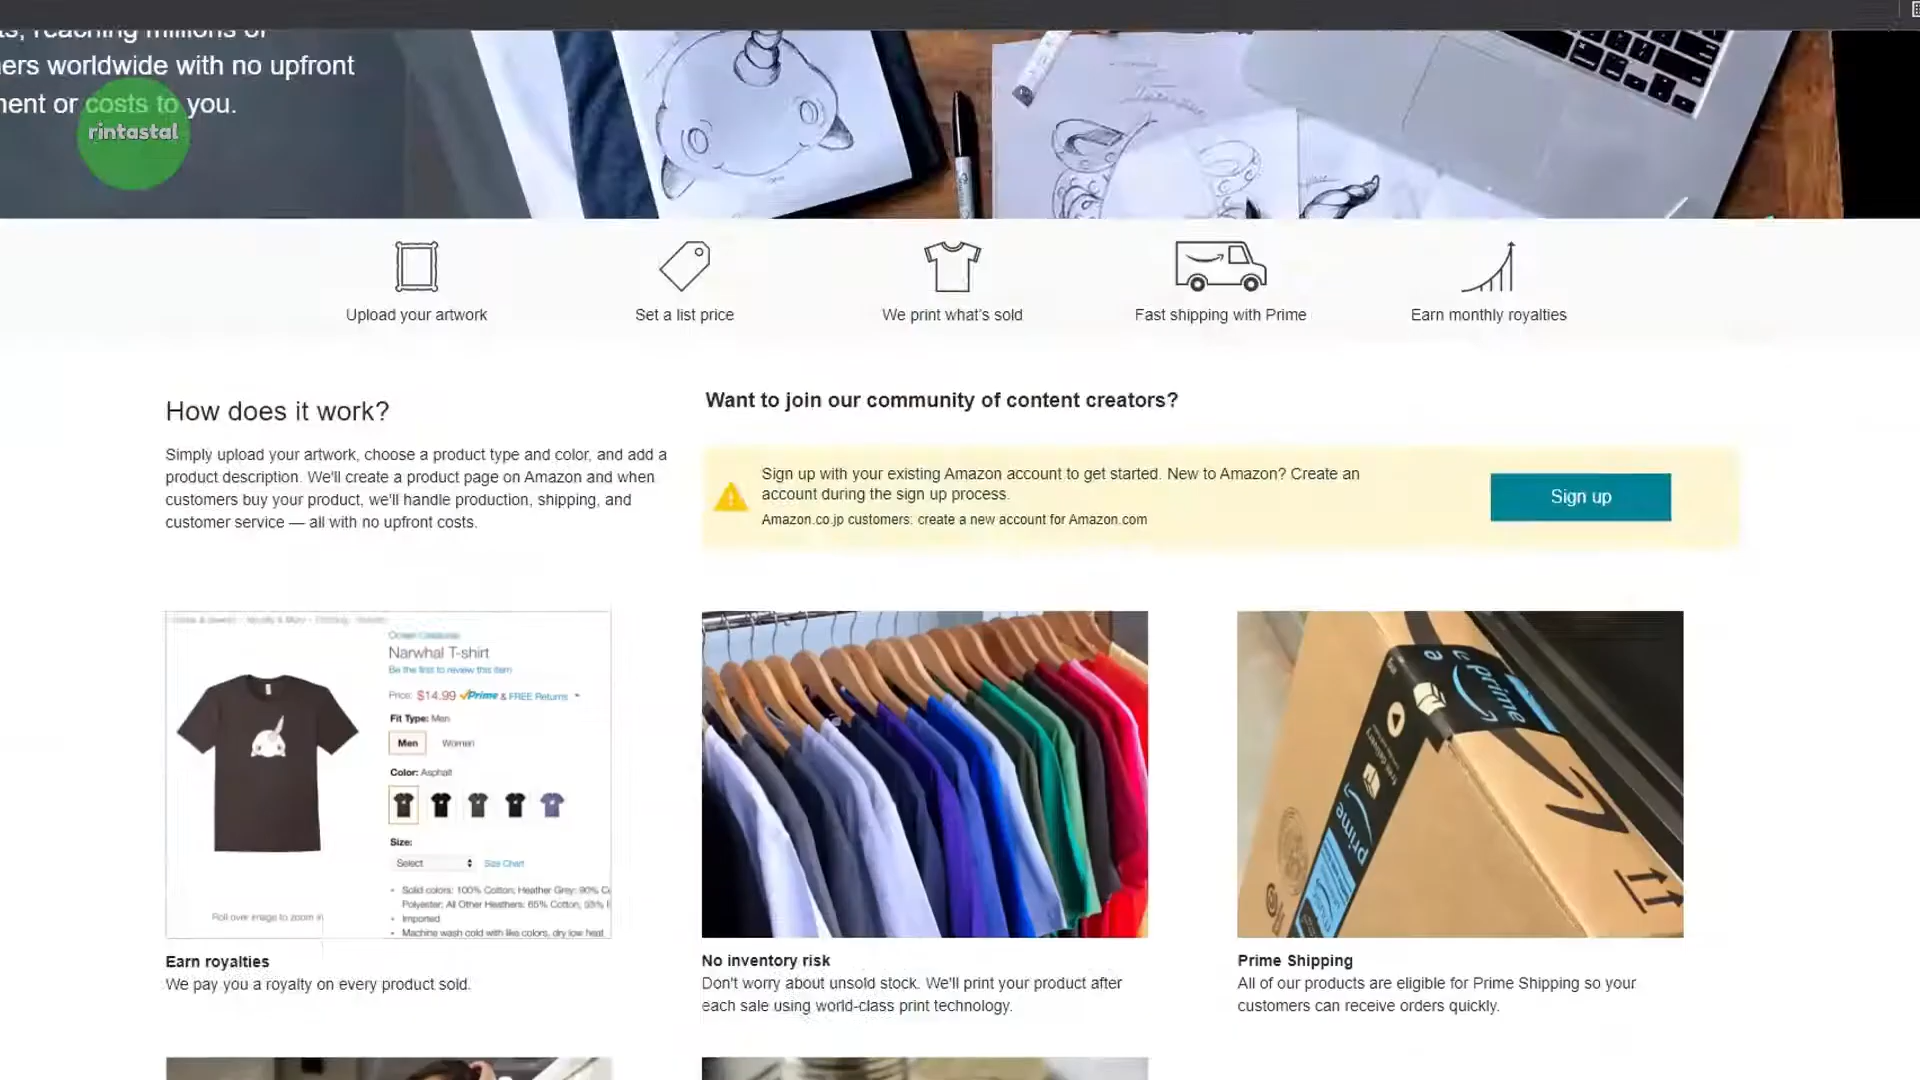 ts, reaching millions of
ers worldwide with no upfront
ment or costs to you.
rintastal
Upload your artwork
Set a list price
We print what's sold
Fast shipping with Prime
Earn monthly royalties
How does it work?
Simply upload your artwork, choose a product type and color, and add a
product description. We'll create a product page on Amazon and when
customers buy your product, we'll handle production, shipping, and
customer service — all with no upfront costs.
Want to join our community of content creators?
Sign up with your existing Amazon account to get started. New to Amazon? Create an
account during the sign up process.
Amazon.co.jp customers: create a new account for Amazon.com
Sign up
Narwhal T-shirt
Be the first to review this item
Price: $14.99 Prime & FREE Returns
Fit Type: Men
Men
Women
Color: Asphalt
Size:
Select
Size Chart
Solid colors: 100% Cotton; Heather Grey: 90% C
Polyester; All Other Heathers: 65% Cotton,
Imported
Machine wash cold with like colors, dry low heat
Roll over image to zoom in
prime
prime
Earn royalties
We pay you a royalty on every product sold.
No inventory risk
Don't worry about unsold stock. We'll print your product after
each sale using world-class print technology.
Prime Shipping
All of our products are eligible for Prime Shipping so your
customers can receive orders quickly.